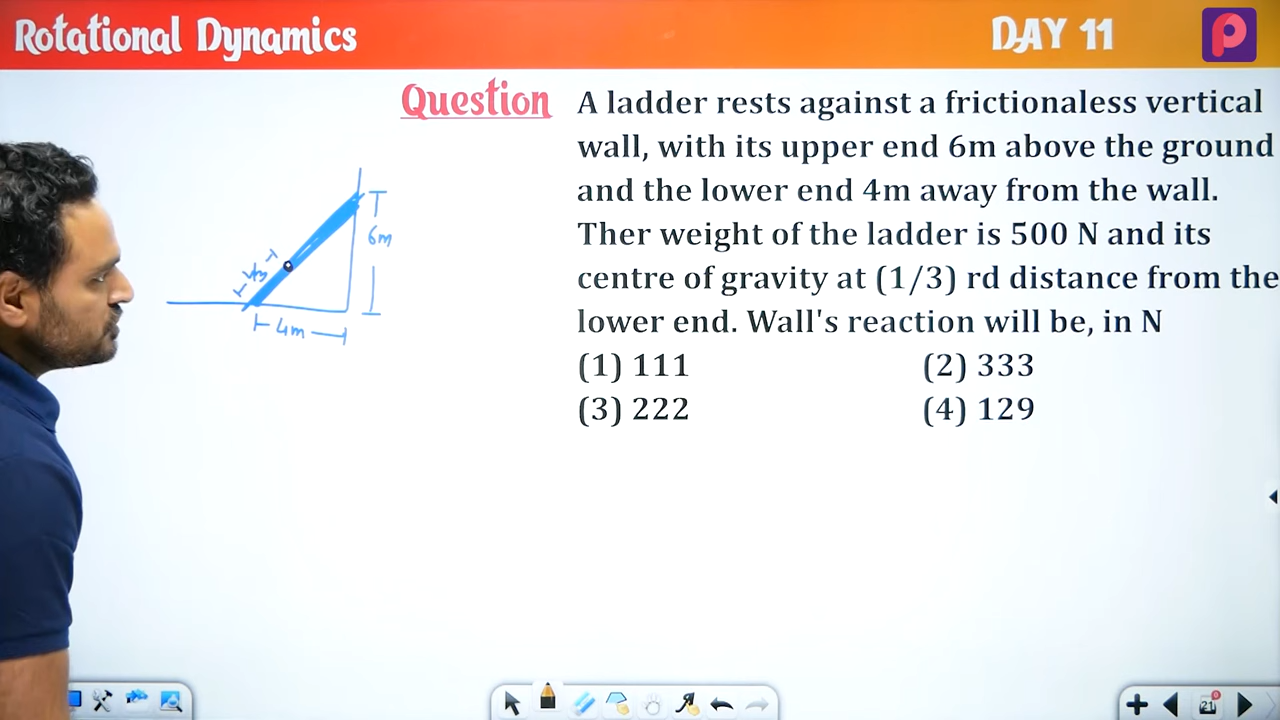 Rotational Dynamics
DAY 11
Question
A ladder rests against a frictionaless vertical
wall, with its upper end 6m above the ground
and the lower end 4m away from the wall.
Ther weight of the ladder is 500 N and its
centre of gravity at (1/3) rd distance from the
lower end. Wall's reaction will be, in N
(1) 111
(2) 333
(3) 222
(4) 129
6m
4m
21